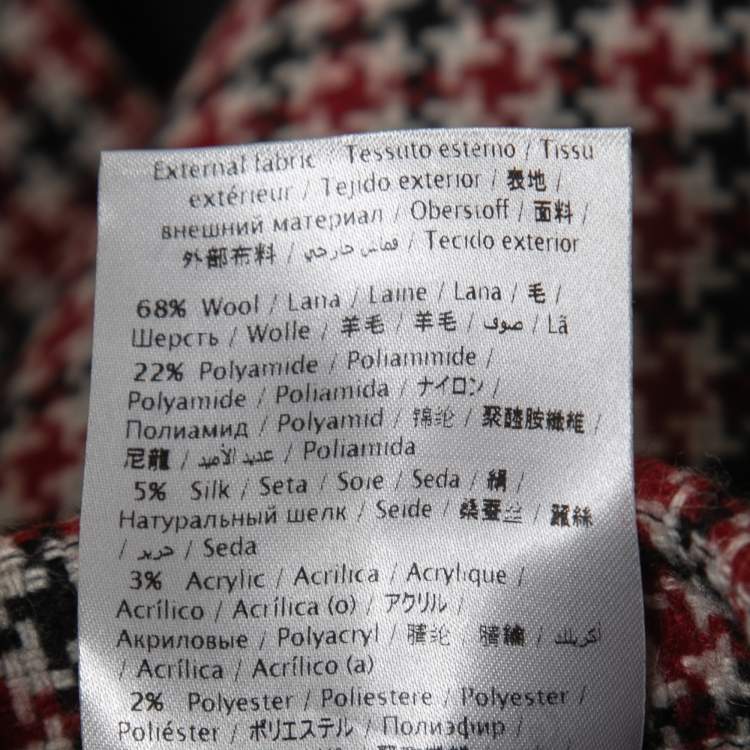 External fabric / Tessuto esterno / Tissu
extérieur / Tejido exterior / 表地 /
внешний материал / Oberstoff / 面料 /
外部布料 / قماش خارجي / Tecido exterior
68% Wool / Lana / Laine / Lana / 毛 /
Шерсть / Wolle / 羊毛 / 羊毛 / صوف / Lã
22% Polyamide / Poliammide /
Polyamide / Poliamida / ナイロン /
Полиамид / Polyamid / 锦纶 / 聚醯胺纖維 /
尼龍 / عديد الأميد / Poliamida
5% Silk / Seta / Soie / Seda / 絹 /
Натуральный шелк / Seide / 桑蚕丝 / 蠶絲
/ حرير / Seda
3% Acrylic / Acrilica / Acrylique /
Acrílico / Acrílica (o) / アクリル /
Акриловые / Polyacryl / 腈纶 / 腈綸 / أكريلك
/ Acrílica / Acrílico (a)
2% Polyester / Poliestere / Polyester /
Poliéster / ポリエステル / Полиэфир /